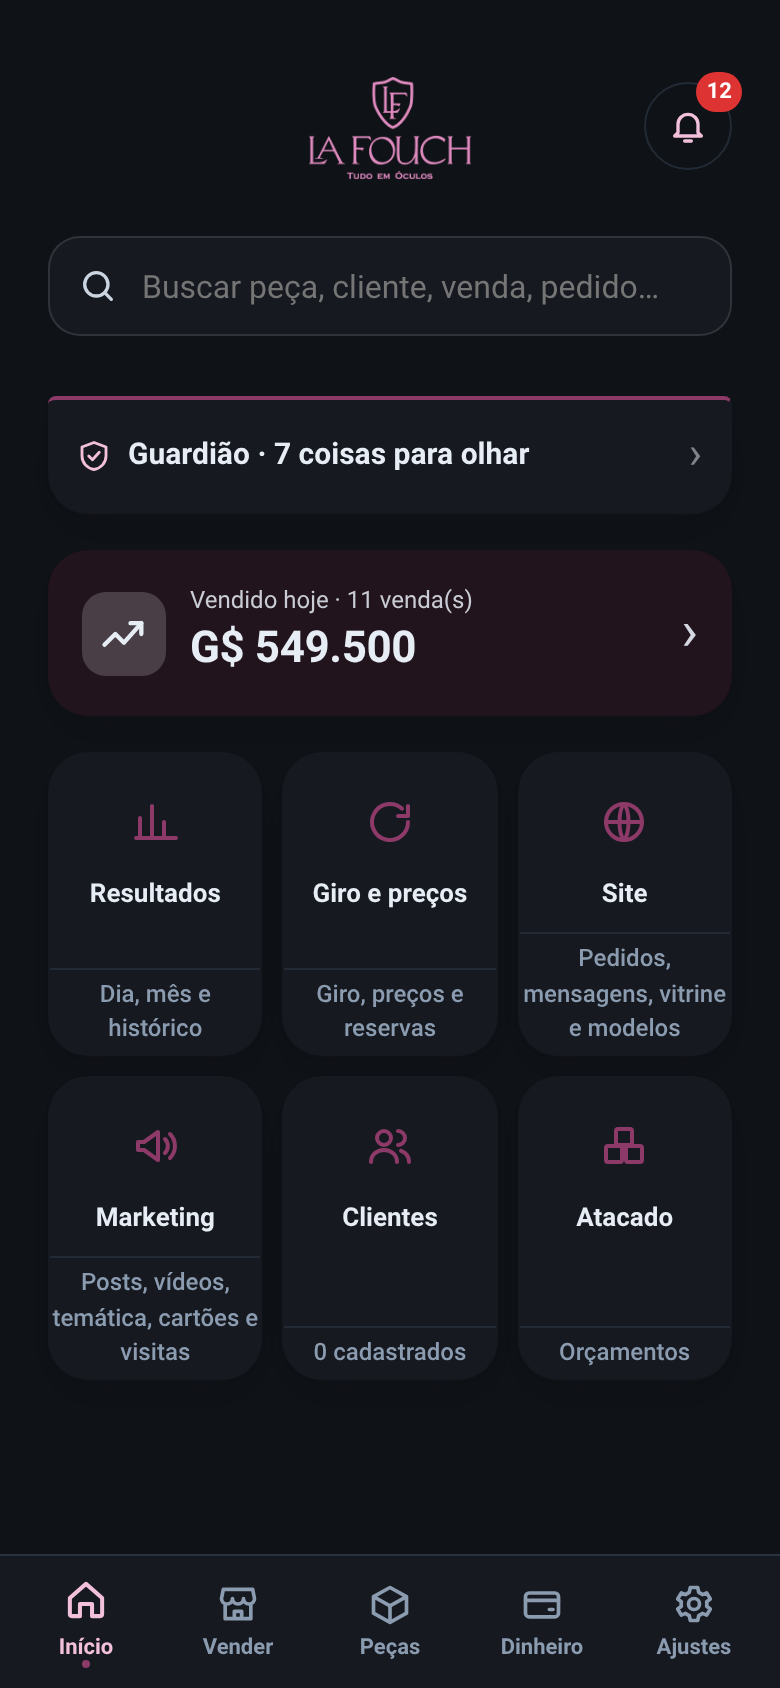 12
LF
LA FOUCH
Tudo em Óculos
Buscar peça, cliente, venda, pedido...
Guardião · 7 coisas para olhar
Vendido hoje · 11 venda(s)
G$ 549.500
Resultados
Dia, mês e
histórico
Giro e preços
Giro, preços e
reservas
Site
Pedidos,
mensagens, vitrine
e modelos
Marketing
Posts, vídeos,
temática, cartões e
visitas
Clientes
0 cadastrados
Atacado
Orçamentos
Início
Vender
Peças
Dinheiro
Ajustes